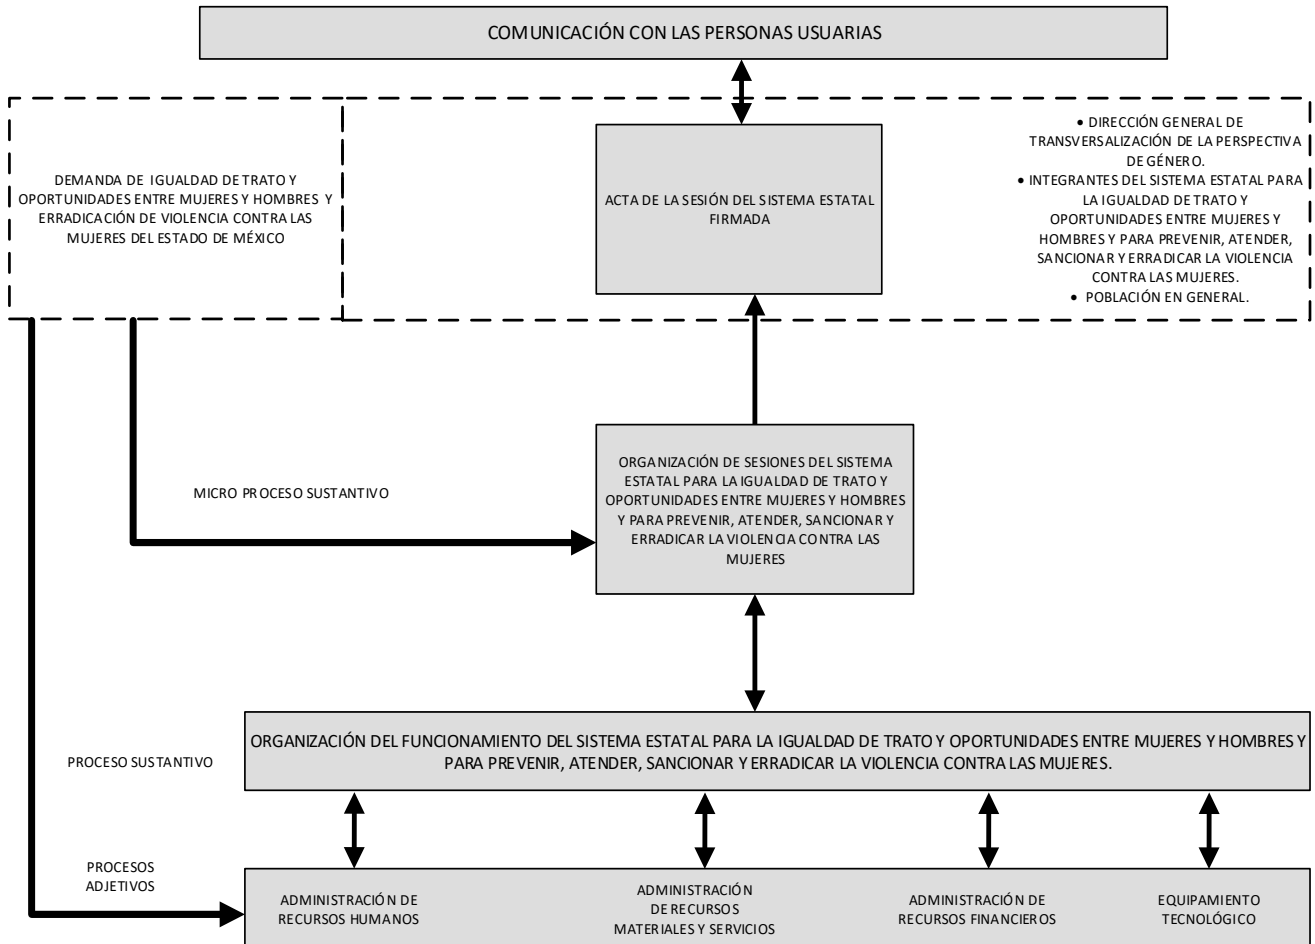 COMUNICACIÓN CON LAS PERSONAS USUARIAS
DEMANDA DE IGUALDAD DE TRATO Y
OPORTUNIDADES ENTRE MUJERES Y HOMBRES Y
ERRADICACIÓN DE VIOLENCIA CONTRA LAS
MUJERES DEL ESTADO DE MÉXICO
ACTA DE LA SESIÓN DEL SISTEMA ESTATAL
FIRMADA
• DIRECCIÓN GENERAL DE
TRANSVERSALIZACIÓN DE LA PERSPECTIVA
DE GÉNERO.
• INTEGRANTES DEL SISTEMA ESTATAL PARA
LA IGUALDAD DE TRATO Y
OPORTUNIDADES ENTRE MUJERES Y
HOMBRES Y PARA PREVENIR, ATENDER,
SANCIONAR Y ERRADICAR LA VIOLENCIA
CONTRA LAS MUJERES.
• POBLACIÓN EN GENERAL.
MICRO PROCESO SUSTANTIVO
ORGANIZACIÓN DE SESIONES DEL SISTEMA
ESTATAL PARA LA IGUALDAD DE TRATO Y
OPORTUNIDADES ENTRE MUJERES Y HOMBRES
Y PARA PREVENIR, ATENDER, SANCIONAR Y
ERRADICAR LA VIOLENCIA CONTRA LAS
MUJERES
PROCESO SUSTANTIVO
ORGANIZACIÓN DEL FUNCIONAMIENTO DEL SISTEMA ESTATAL PARA LA IGUALDAD DE TRATO Y OPORTUNIDADES ENTRE MUJERES Y HOMBRES Y
PARA PREVENIR, ATENDER, SANCIONAR Y ERRADICAR LA VIOLENCIA CONTRA LAS MUJERES.
PROCESOS
ADJETIVOS
ADMINISTRACIÓN DE
RECURSOS HUMANOS
ADMINISTRACIÓN
DE RECURSOS
MATERIALES Y SERVICIOS
ADMINISTRACIÓN DE
RECURSOS FINANCIEROS
EQUIPAMIENTO
TECNOLÓGICO